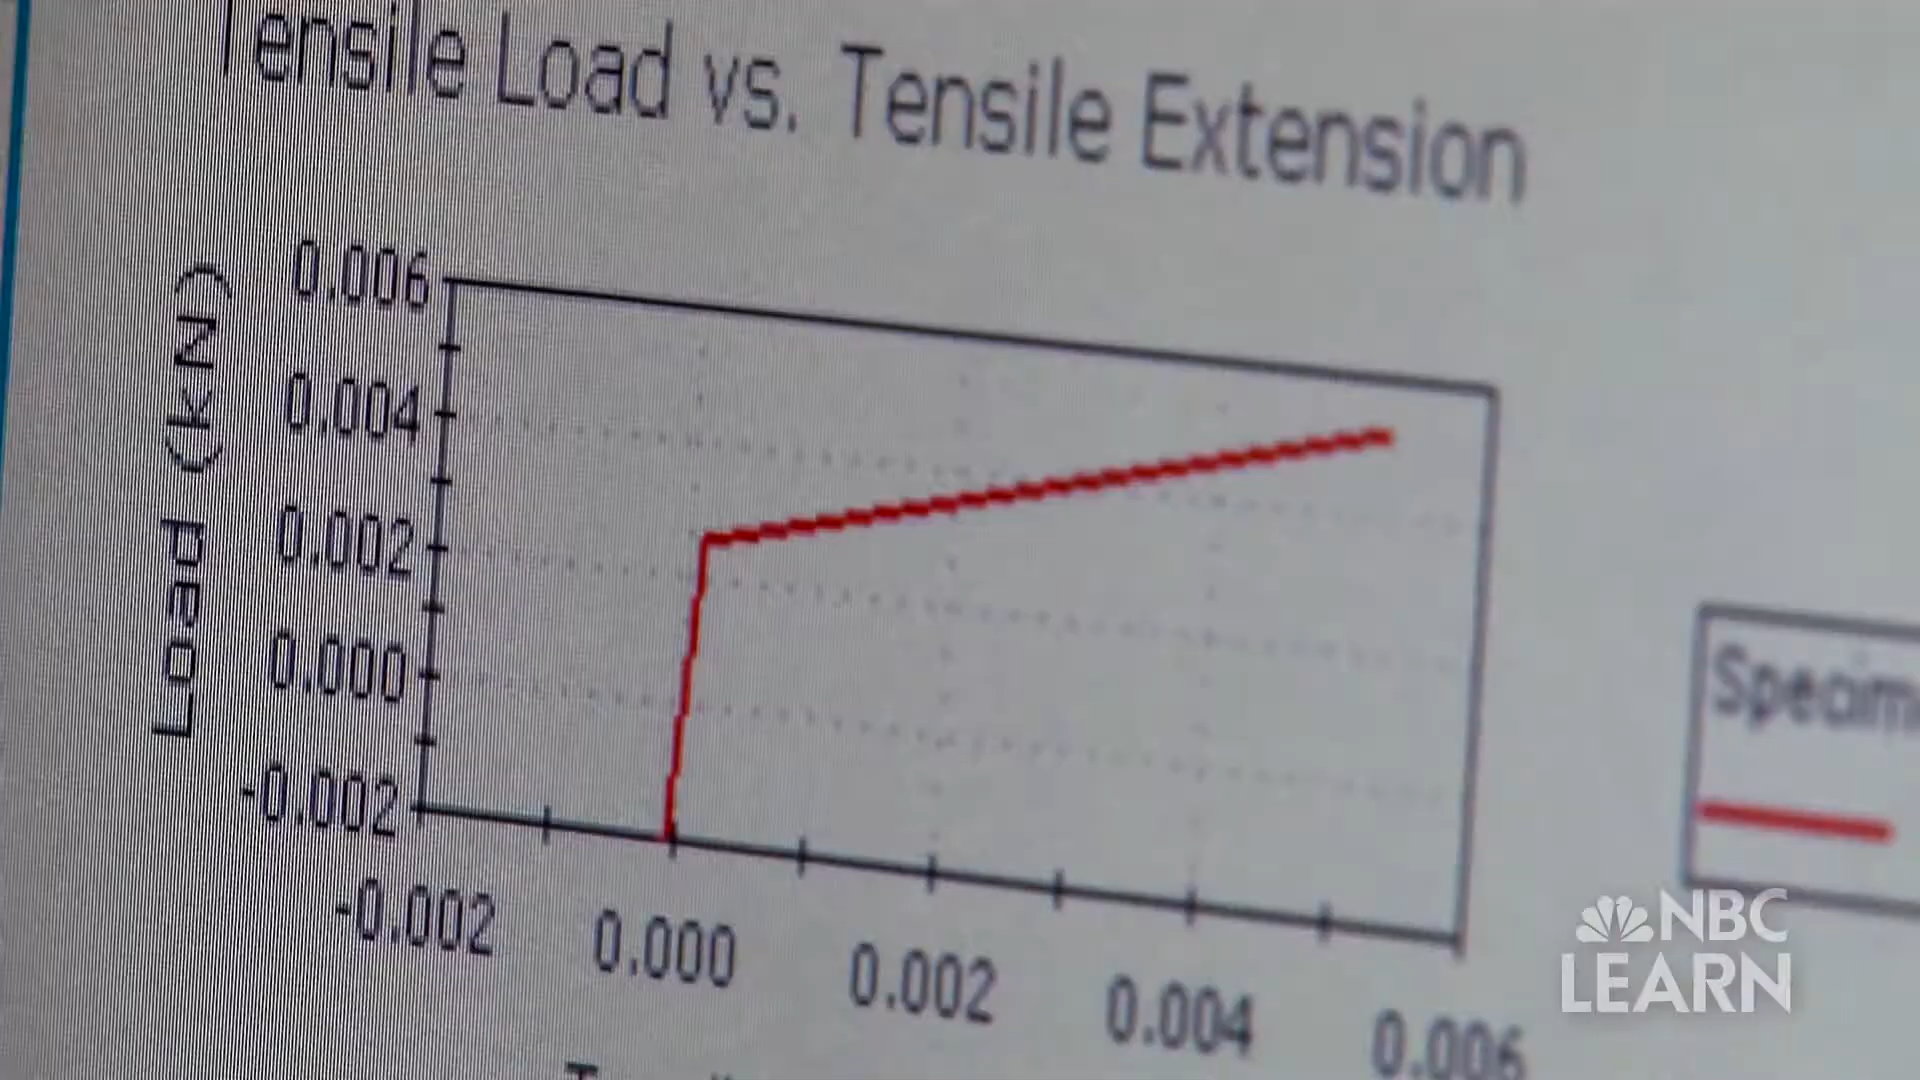 Tensile Load vs. Tensile Extension
Load (kN)
0.006
0.004
0.002
0.000
-0.002
-0.002 0.000 0.002 0.004 0.006
NBC
LEARN